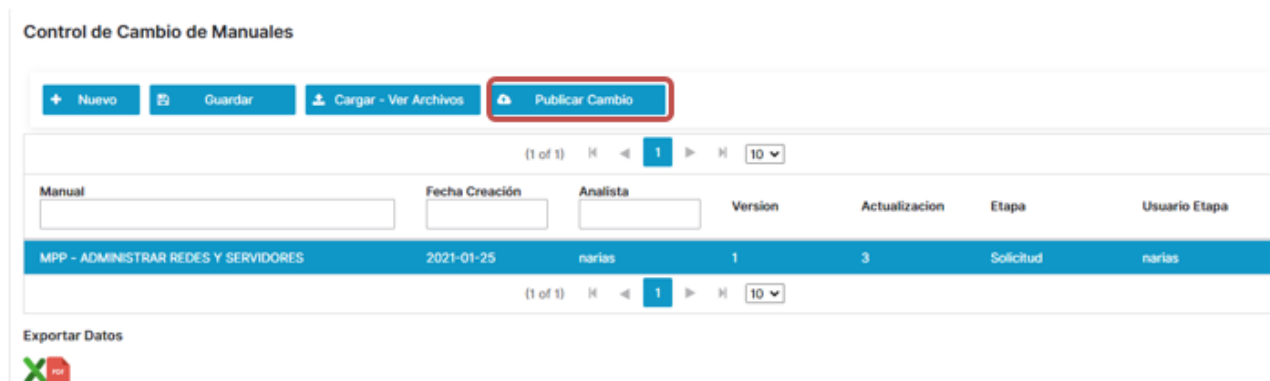 Control de Cambio de Manuales
Nuevo Guardar Cargar - Ver Archivos Publicar Cambio
(1 of 1) 1 10
Manual Fecha Creación Analista Version Actualizacion Etapa Usuario Etapa
MPP - ADMINISTRAR REDES Y SERVIDORES 2021-01-25 narias 1 3 Solicitud narias
(1 of 1) 1 10
Exportar Datos
PDF